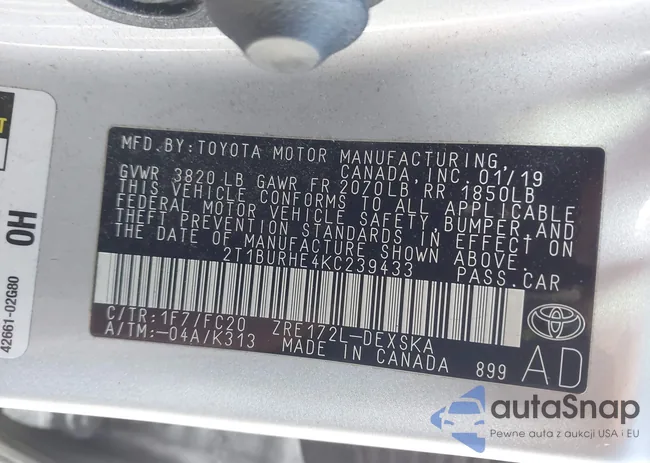 MFD.BY:TOYOTA MOTOR MANUFACTURING,
CANADA, INC. 01/19
GVWR 3820 LB GAWR FR 2070LB, RR 1850LB
THIS VEHICLE CONFORMS TO ALL APPLICABLE
FEDERAL MOTOR VEHICLE SAFETY, BUMPER, AND
THEFT PREVENTION STANDARDS IN EFFECT ON
THE DATE OF MANUFACTURE SHOWN ABOVE.
2T1BURHE4KC239433 PASS.CAR
C/TR:1F7/FC20 ZRE172L-DEXSKA
A/TM:-04A/K313 MADE IN CANADA 899
AD
OH
42661-02G80
autaSnap
Pewne auta z aukcji USA i EU